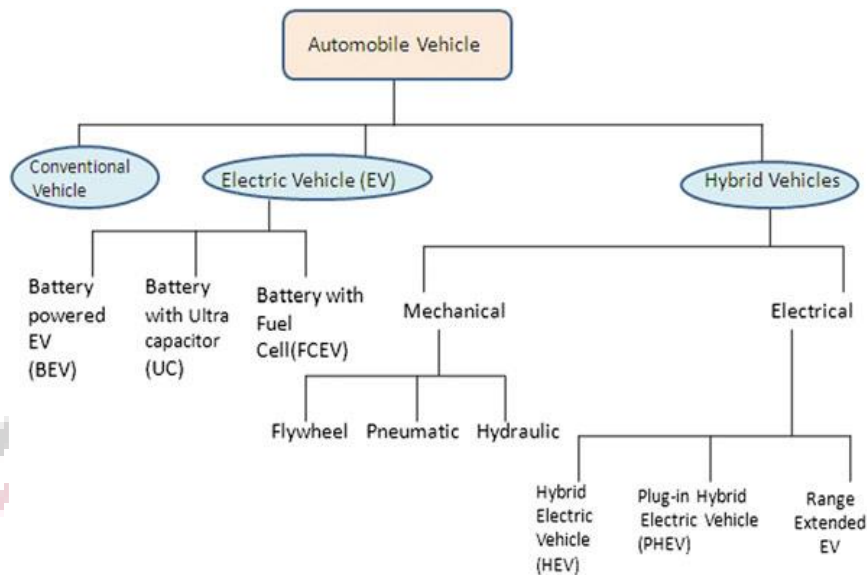 Automobile Vehicle
Conventional
Vehicle
Electric Vehicle (EV)
Hybrid Vehicles
Battery
powered
EV
(BEV)
Battery
with Ultra
capacitor
(UC)
Battery with
Fuel
Cell(FCEV)
Mechanical
Electrical
Flywheel
Pneumatic
Hydraulic
Hybrid
Electric
Vehicle
(HEV)
Plug-in Hybrid
Electric Vehicle
(PHEV)
Range
Extended
EV